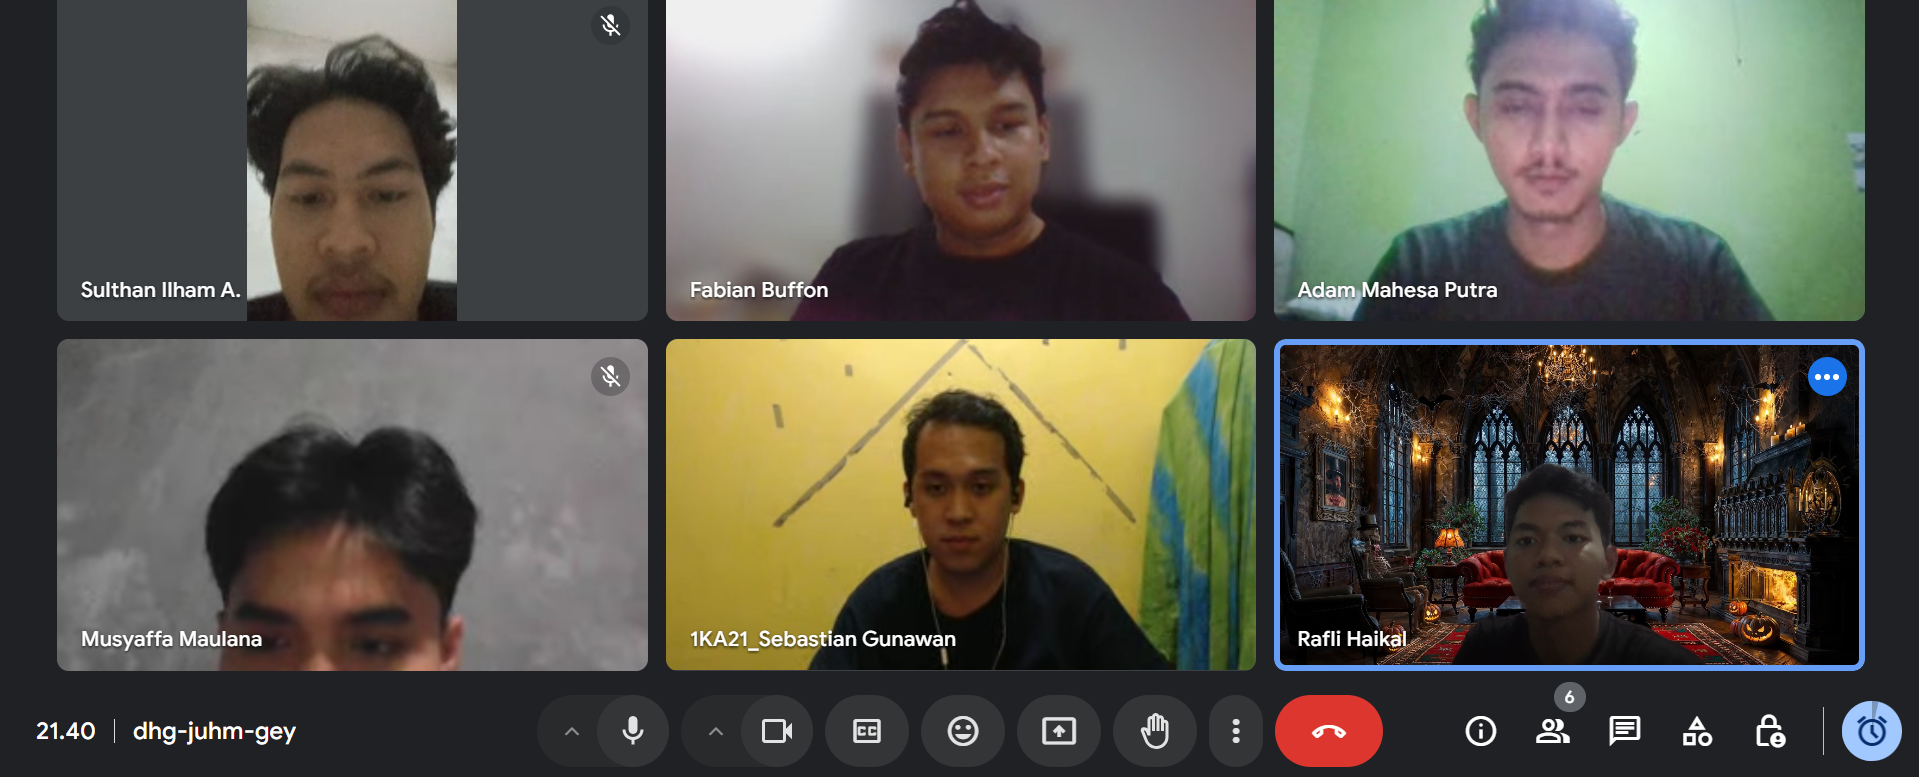 Sulthan Ilham A.
Fabian Buffon
Adam Mahesa Putra
Musyaffa Maulana
1KA21_Sebastian Gunawan
Rafli Haikal
6
21.40
dhg-juhm-gey
CC